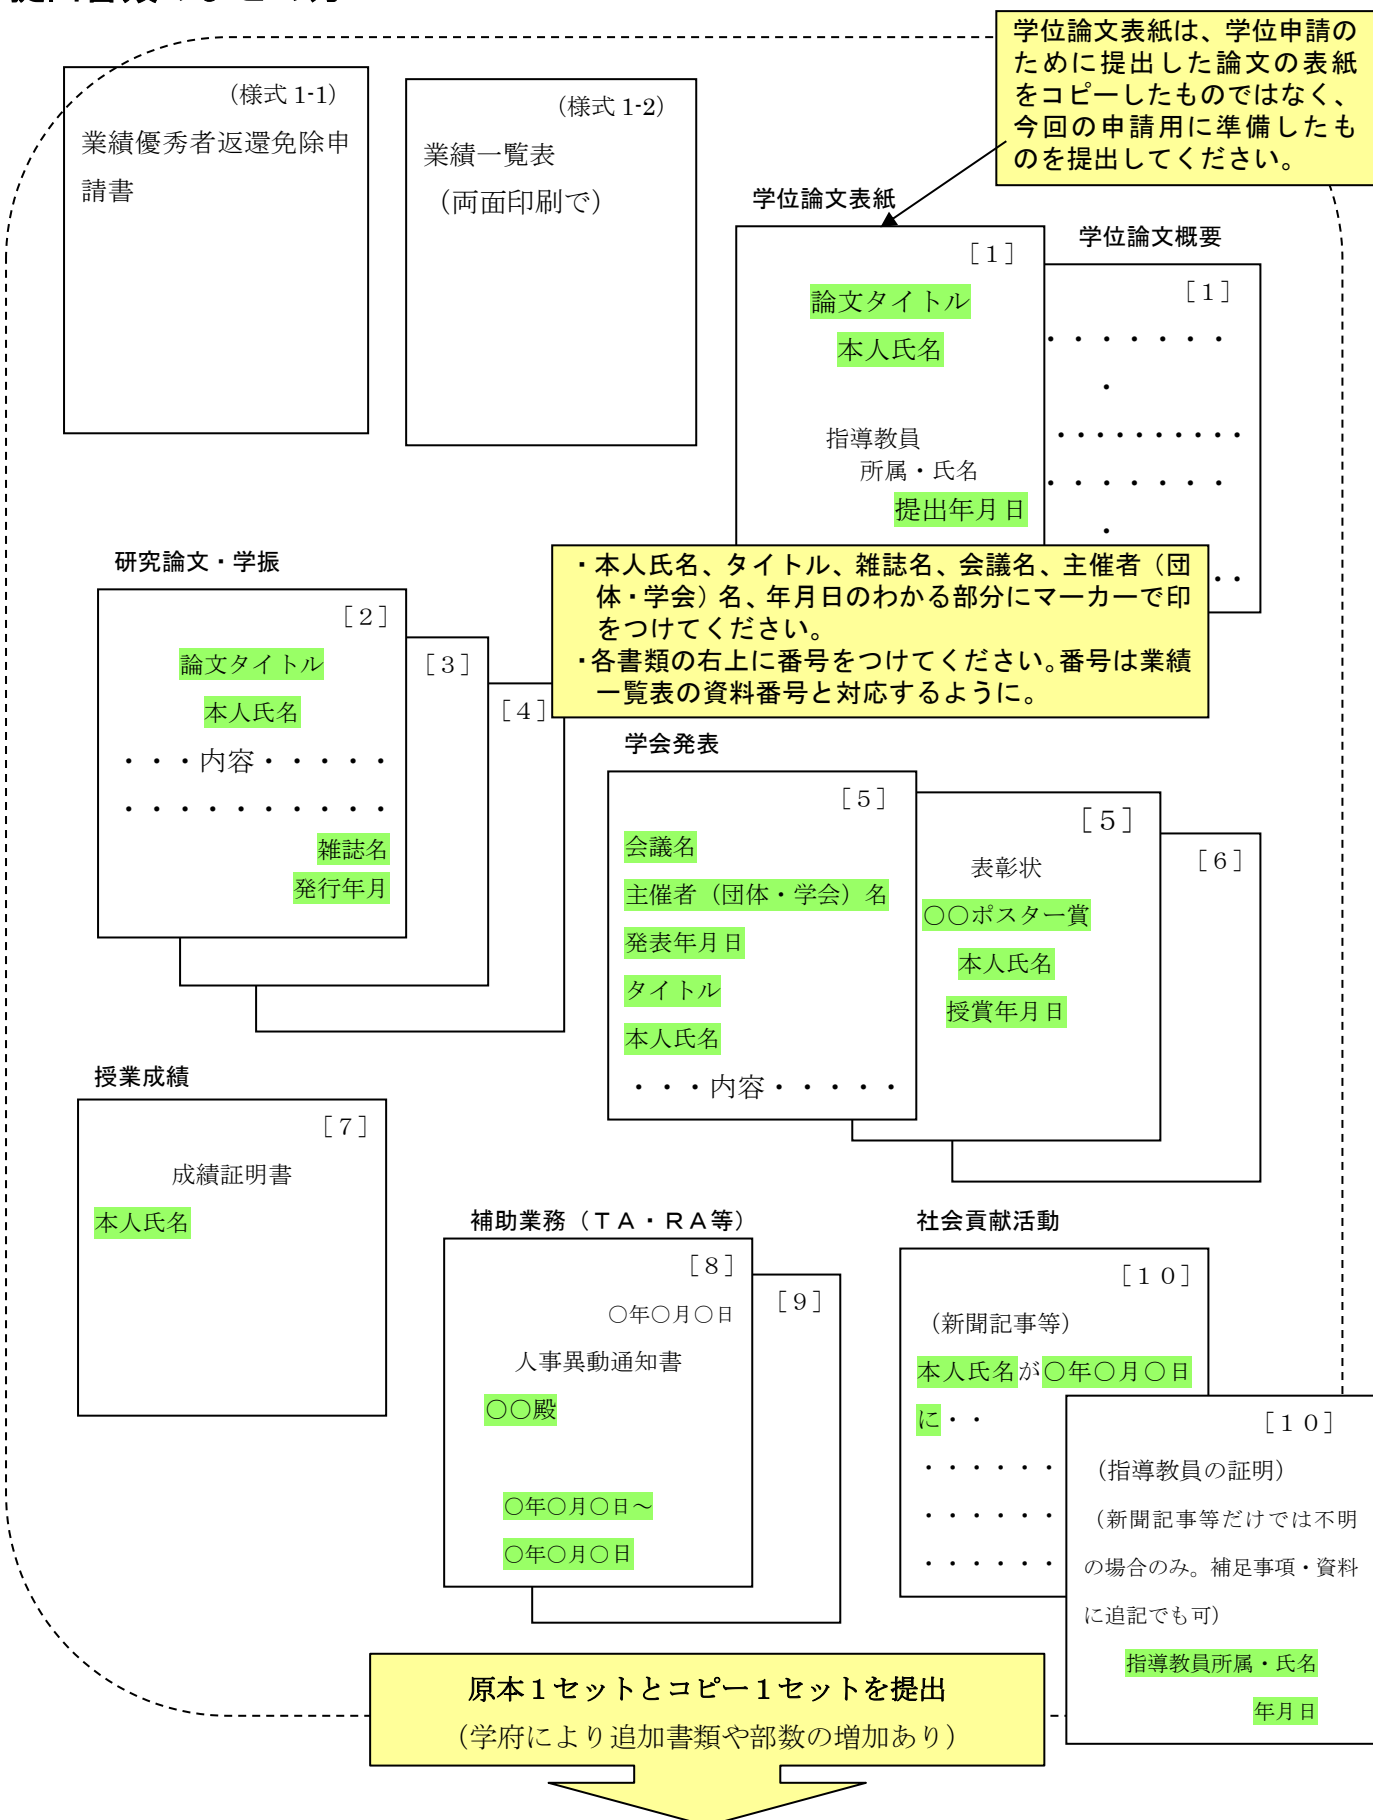 学位論文表紙は、学位申請の
ために提出した論文の表紙
をコピーしたものではなく、
今回の申請用に準備したも
のを提出してください。
(様式 1-1)
業績優秀者返還免除申
請書
(様式 1-2)
業績一覧表
（両面印刷で）
学位論文表紙
［１］
論文タイトル
本人氏名
指導教員
所属・氏名
提出年月日
学位論文概要
［１］
・・・・・・・
・
・・・・・・・・・・
・・・・・・・
・
・・
・本人氏名、タイトル、雑誌名、会議名、主催者（団
体・学会）名、年月日のわかる部分にマーカーで印
をつけてください。
・各書類の右上に番号をつけてください。番号は業績
一覧表の資料番号と対応するように。
研究論文・学振
［２］
論文タイトル
本人氏名
・・・内容・・・・・
・・・・・・・・・・
雑誌名
発行年月
［３］
［４］
学会発表
［５］
会議名
主催者（団体・学会）名
発表年月日
タイトル
本人氏名
・・・内容・・・・・
［５］
表彰状
〇〇ポスター賞
本人氏名
授賞年月日
［６］
授業成績
［７］
成績証明書
本人氏名
補助業務（ＴＡ・ＲＡ等）
［８］
〇年〇月〇日
人事異動通知書
〇〇殿
〇年〇月〇日～
〇年〇月〇日
［９］
社会貢献活動
［１０］
（新聞記事等）
本人氏名が〇年〇月〇日
に・・
・・・・・・
・・・・・・
・・・・・・
［１０］
（指導教員の証明）
（新聞記事等だけでは不明
の場合のみ。補足事項・資料
に追記でも可）
指導教員所属・氏名
年月日
原本１セットとコピー１セットを提出
（学府により追加書類や部数の増加あり）